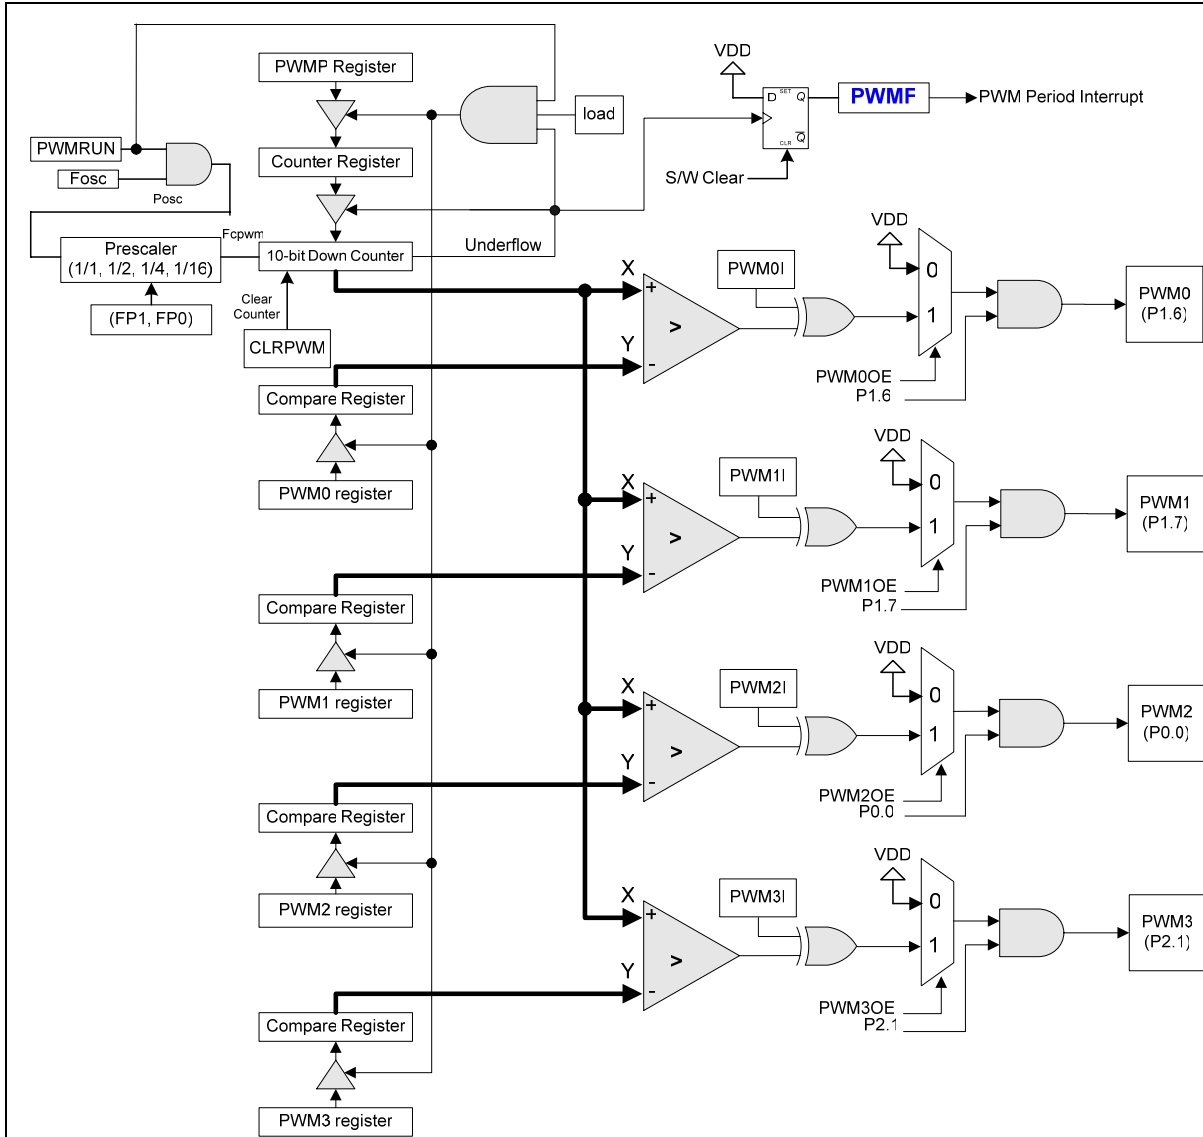 PWMP Register
VDD
D SET Q
CLR Q
PWMF
PWM Period Interrupt
load
PWMRUN
Fosc
Posc
Counter Register
S/W Clear
Fcpwm
Prescaler
(1/1, 1/2, 1/4, 1/16)
10-bit Down Counter
Underflow
(FP1, FP0)
Clear
Counter
CLRPWM
X
+
>
Y
-
PWM0I
VDD
0
1
PWM0OE
P1.6
PWM0
(P1.6)
Compare Register
PWM0 register
X
+
>
Y
-
PWM1I
VDD
0
1
PWM1OE
P1.7
PWM1
(P1.7)
Compare Register
PWM1 register
X
+
>
Y
-
PWM2I
VDD
0
1
PWM2OE
P0.0
PWM2
(P0.0)
Compare Register
PWM2 register
X
+
>
Y
-
PWM3I
VDD
0
1
PWM3OE
P2.1
PWM3
(P2.1)
Compare Register
PWM3 register